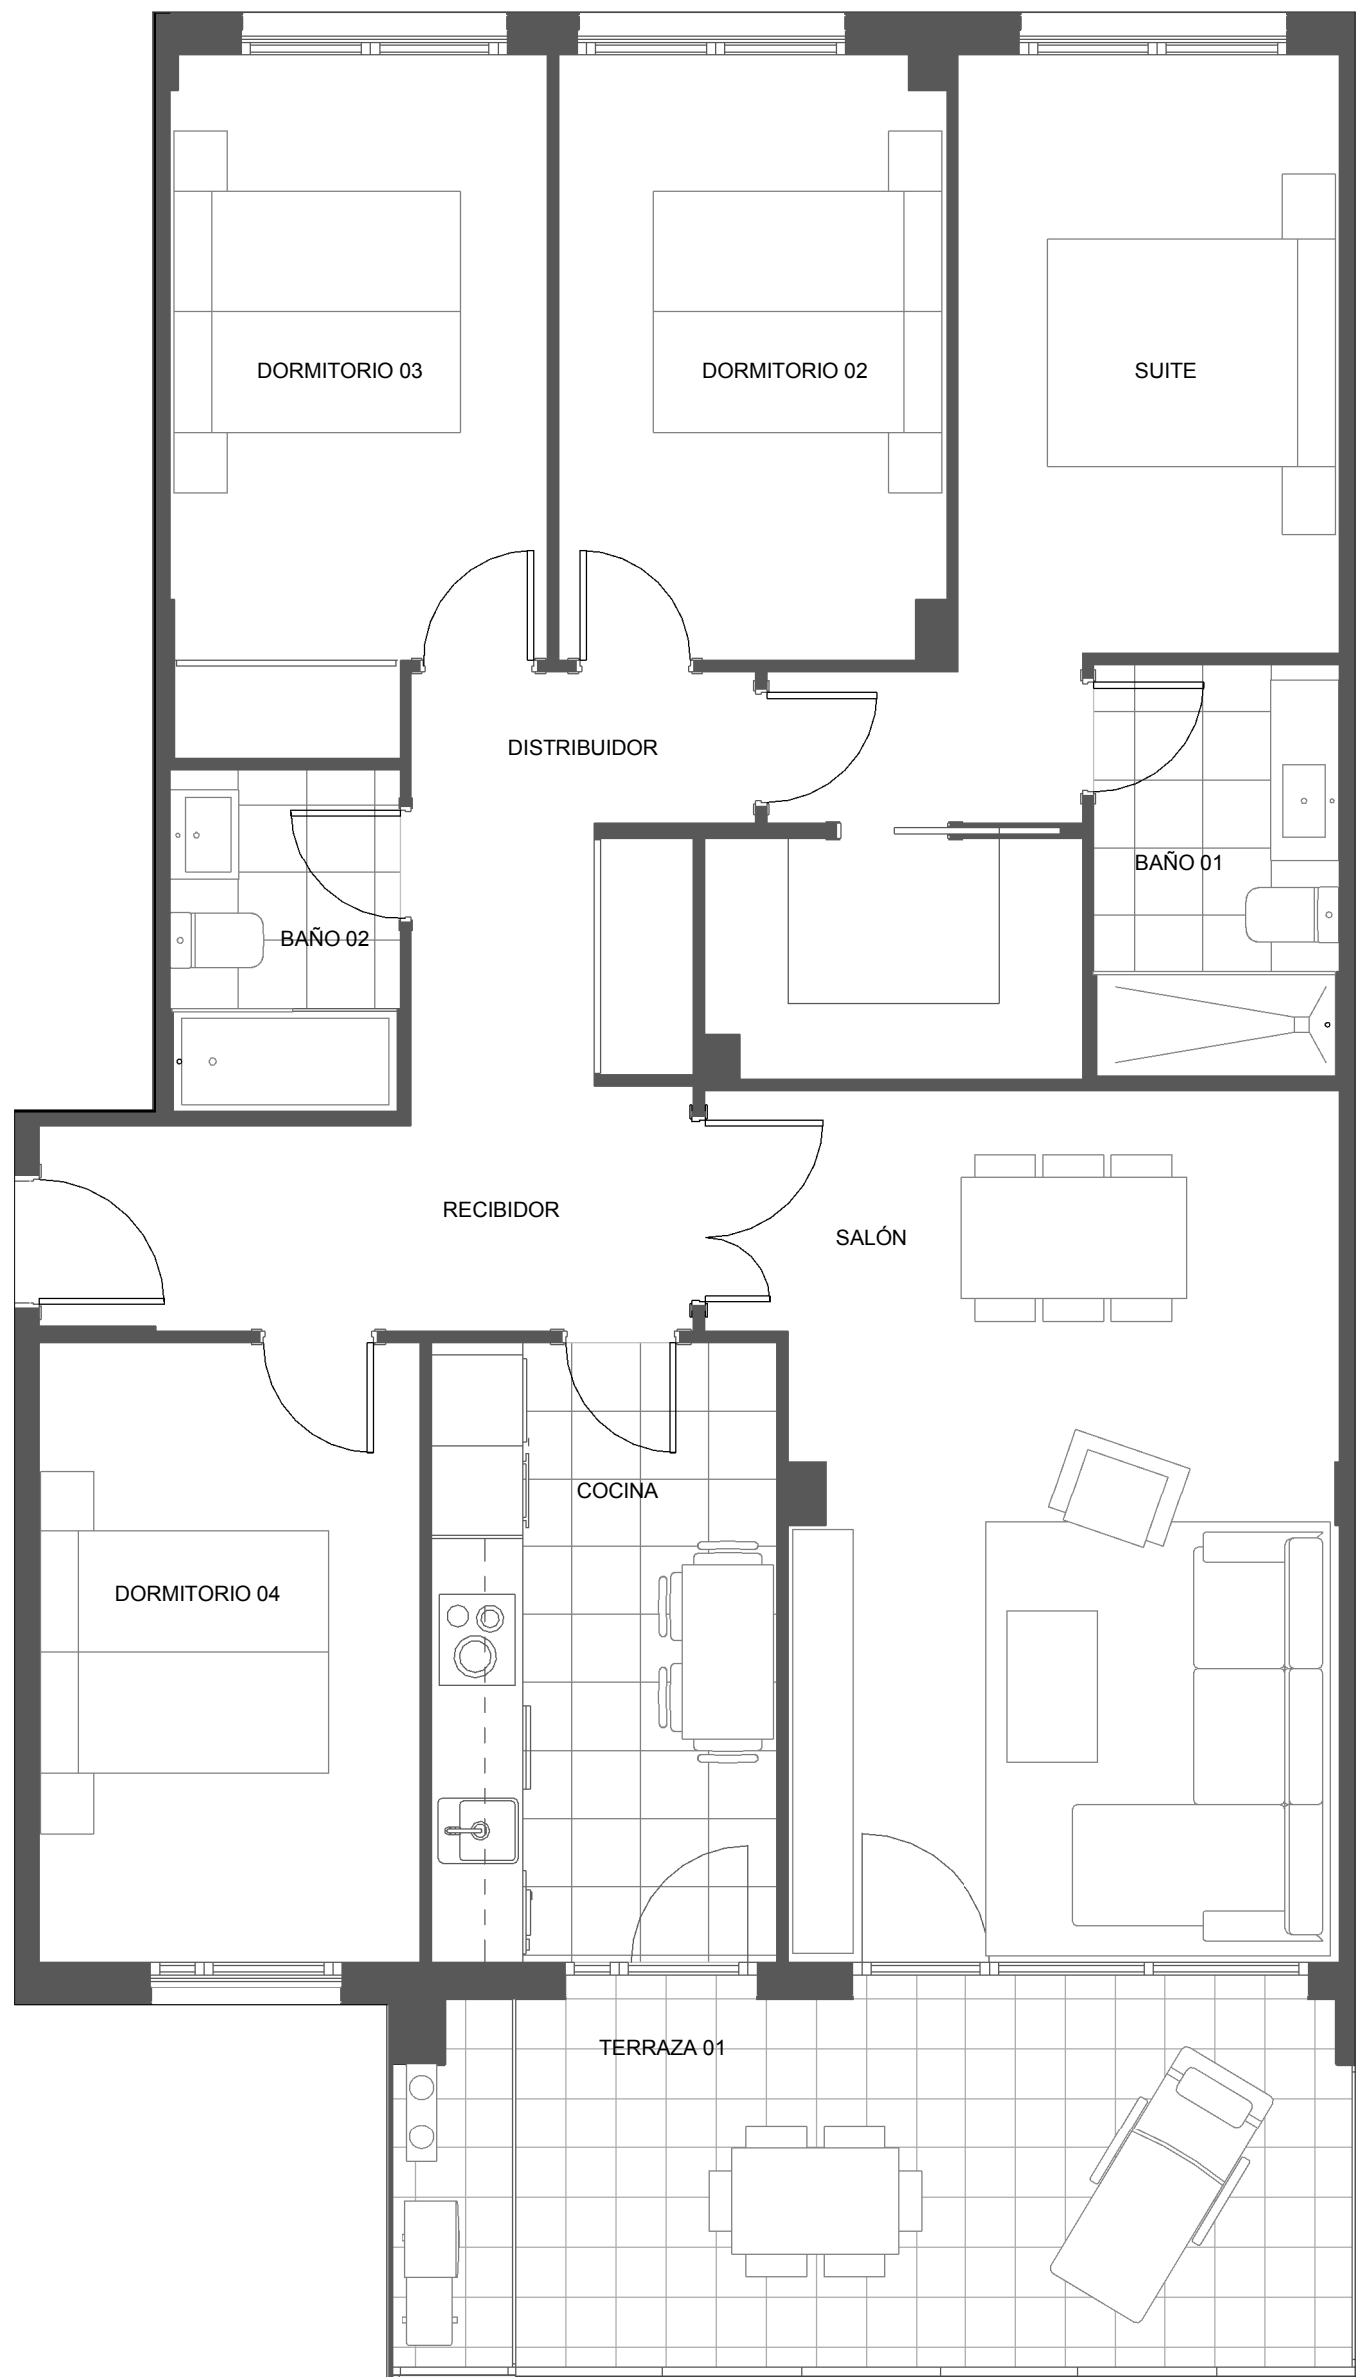 DORMITORIO 03
DORMITORIO 02
SUITE
DISTRIBUIDOR
BAÑO 01
BAÑO 02
RECIBIDOR
SALÓN
COCINA
DORMITORIO 04
TERRAZA 01